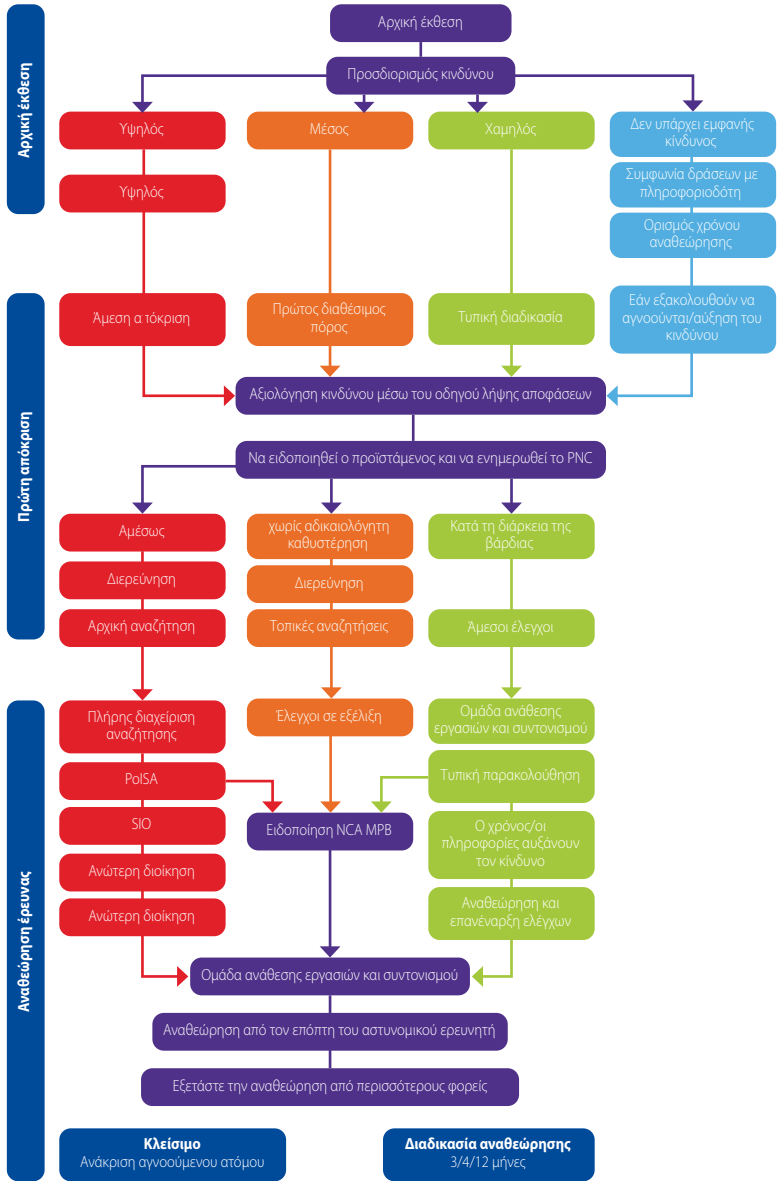 Αρχική έκθεση
Αρχική έκθεση
Προσδιορισμός κινδύνου
Υψηλός
Μέσος
Χαμηλός
Δεν υπάρχει εμφανής
κίνδυνος
Υψηλός
Συμφωνία δράσεων με
πληροφοριοδότη
Ορισμός χρόνου
αναθεώρησης
Πρώτη απόκριση
Άμεση α τόκριση
Πρώτος διαθέσιμος
πόρος
Τυπική διαδικασία
Εάν εξακολουθούν να
αγνοούνται/αύξηση του
κινδύνου
Αξιολόγηση κινδύνου μέσω του οδηγού λήψης αποφάσεων
Να ειδοποιηθεί ο προϊστάμενος και να ενημερωθεί το PNC
Αμέσως
χωρίς αδικαιολόγητη
καθυστέρηση
Κατά τη διάρκεια της
βάρδιας
Διερεύνηση
Διερεύνηση
Αρχική αναζήτηση
Τοπικές αναζητήσεις
Άμεσοι έλεγχοι
Αναθεώρηση έρευνας
Πλήρης διαχείριση
αναζήτησης
Έλεγχοι σε εξέλιξη
Ομάδα ανάθεσης
εργασιών και συντονισμού
PolSA
Τυπική παρακολούθηση
SIO
Ειδοποίηση NCA MPB
Ο χρόνος/οι
πληροφορίες αυξάνουν
τον κίνδυνο
Ανώτερη διοίκηση
Ανώτερη διοίκηση
Αναθεώρηση και
επανέναρξη ελέγχων
Ομάδα ανάθεσης εργασιών και συντονισμού
Αναθεώρηση από τον επόπτη του αστυνομικού ερευνητή
Εξετάστε την αναθεώρηση από περισσότερους φορείς
Κλείσιμο
Ανάκριση αγνοούμενου ατόμου
Διαδικασία αναθεώρησης
3/4/12 μήνες